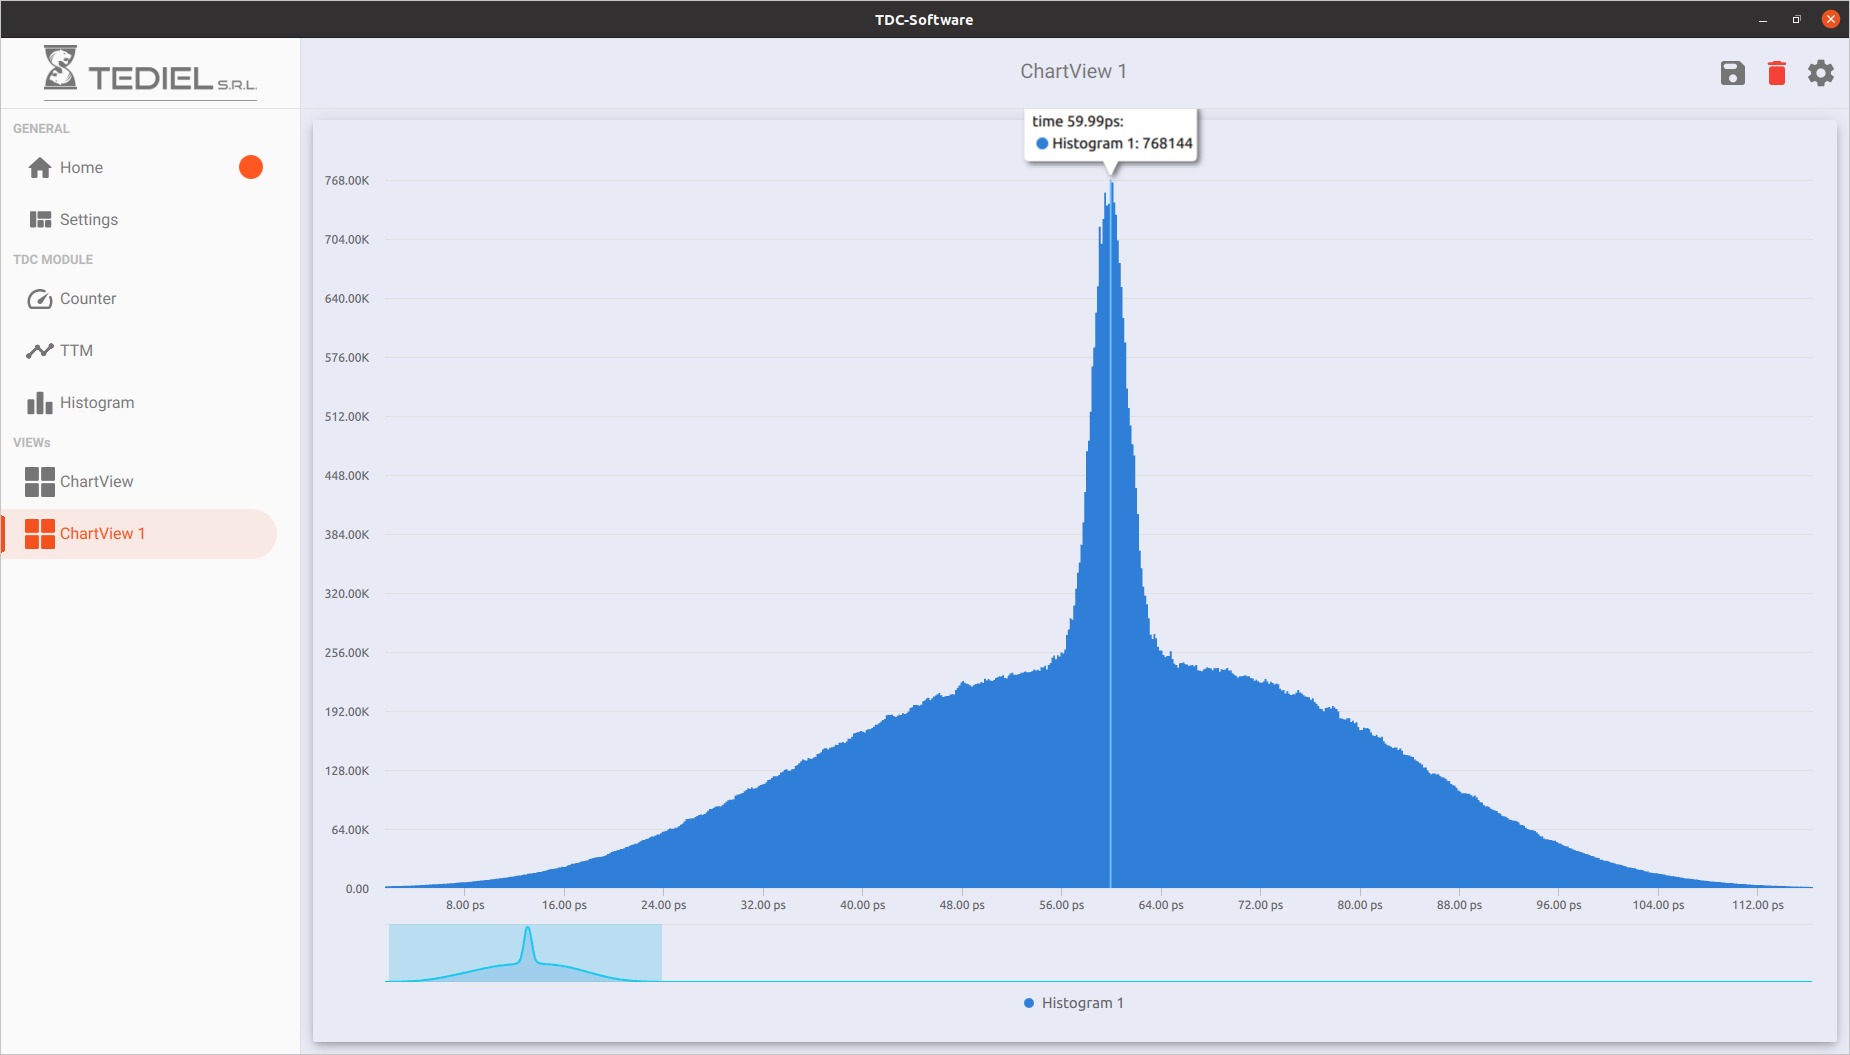 TDC-Software
TEDIEL S.R.L.
ChartView 1
GENERAL
Home
Settings
TDC MODULE
Counter
TTM
Histogram
VIEWs
ChartView
ChartView 1
time 59.99ps:
Histogram 1: 768144
768.00K
704.00K
640.00K
576.00K
512.00K
448.00K
384.00K
320.00K
256.00K
192.00K
128.00K
64.00K
0.00
8.00 ps 16.00 ps 24.00 ps 32.00 ps 40.00 ps 48.00 ps 56.00 ps 64.00 ps 72.00 ps 80.00 ps 88.00 ps 96.00 ps 104.00 ps 112.00 ps
Histogram 1